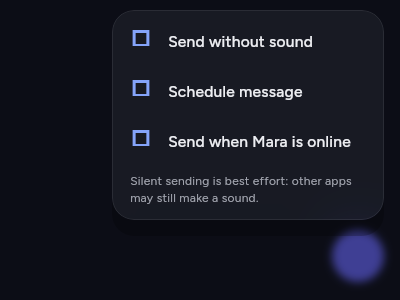 Send without sound
Schedule message
Send when Mara is online
Silent sending is best effort: other apps
may still make a sound.